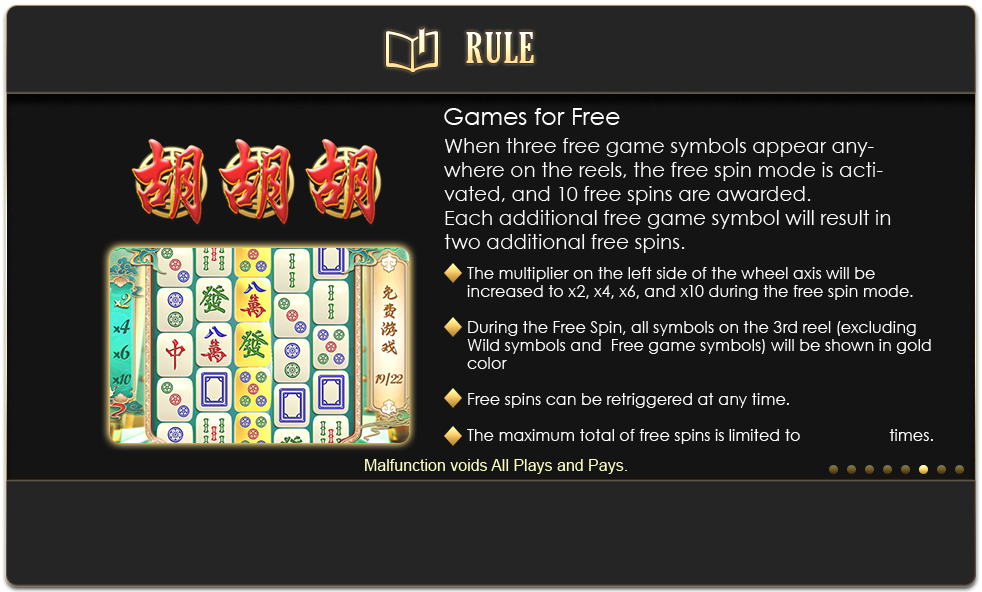 RULE
Games for Free
When three free game symbols appear any-
where on the reels, the free spin mode is acti-
vated, and 10 free spins are awarded.
Each additional free game symbol will result in
two additional free spins.
The multiplier on the left side of the wheel axis will be
increased to x2, x4, x6, and x10 during the free spin mode.
During the Free Spin, all symbols on the 3rd reel (excluding
Wild symbols and Free game symbols) will be shown in gold
color
Free spins can be retriggered at any time.
The maximum total of free spins is limited to times.
胡 胡 胡
x2
x4
x6
x10
發 八萬
中 八萬 發
免费游戏
19/22
Malfunction voids All Plays and Pays.